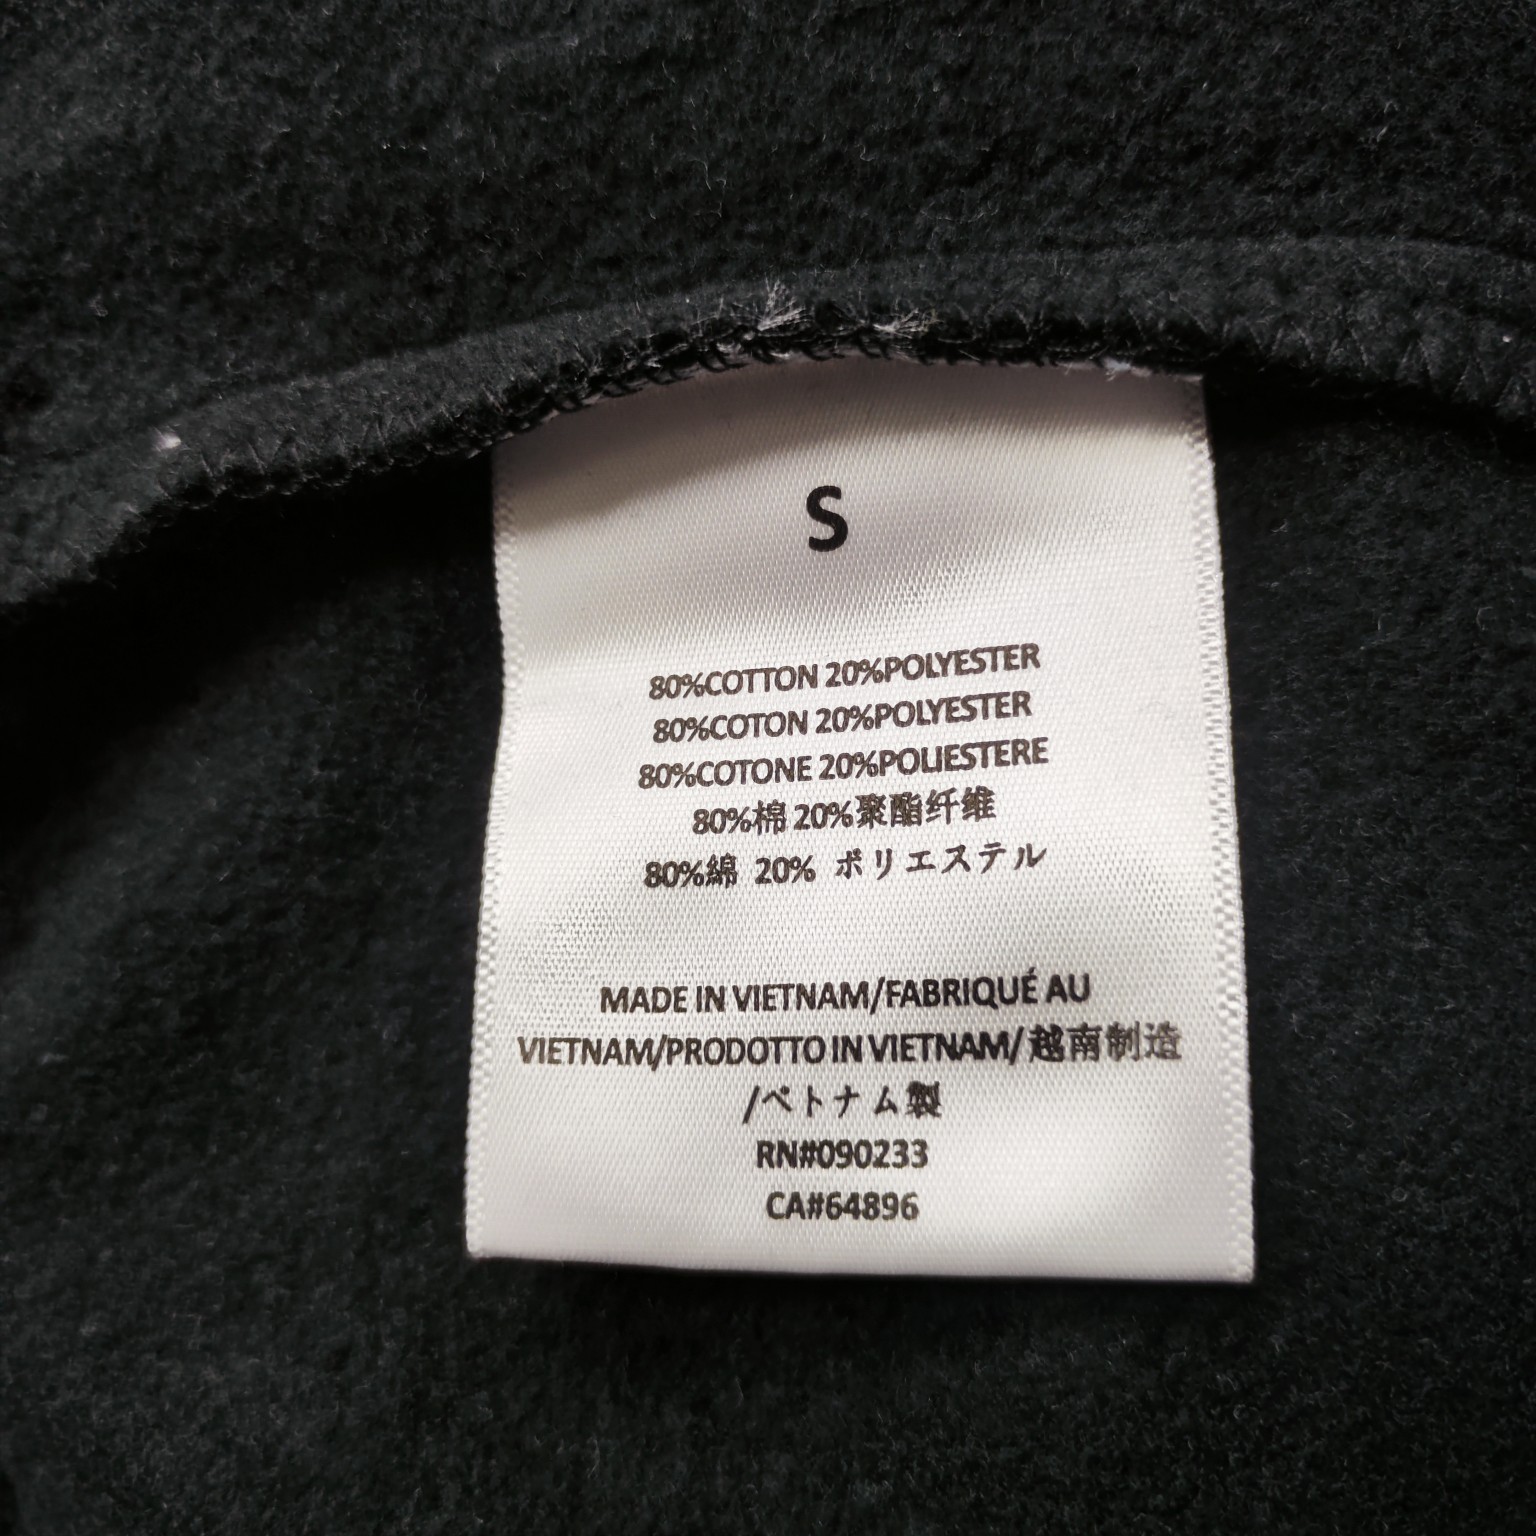 S
80%COTTON 20%POLYESTER
80%COTON 20%POLYESTER
80%COTONE 20%POLIESTERE
80%棉 20%聚酯纤维
80%綿 20% ポリエステル
MADE IN VIETNAM/FABRIQUÉ AU
VIETNAM/PRODOTTO IN VIETNAM/越南制造
/ベトナム製
RN#090233
CA#64896